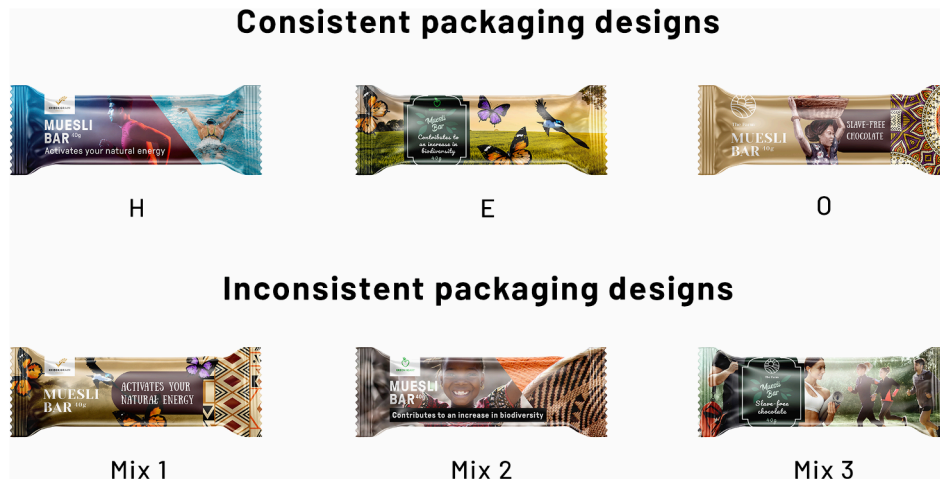 Consistent packaging designs
MUESLI
BAR 40g
Activates your natural energy
Muesli
Bar
Contributes to
an increase in
biodiversity
40g
MUESLI
BAR 40g
SLAVE-FREE
CHOCOLATE
H
E
O
Inconsistent packaging designs
MUESLI
BAR 40g
ACTIVATES YOUR
NATURAL ENERGY
MUESLI
BAR 40g
Contributes to an increase in biodiversity
Muesli
Bar
Slave-free
chocolate
40g
Mix 1
Mix 2
Mix 3